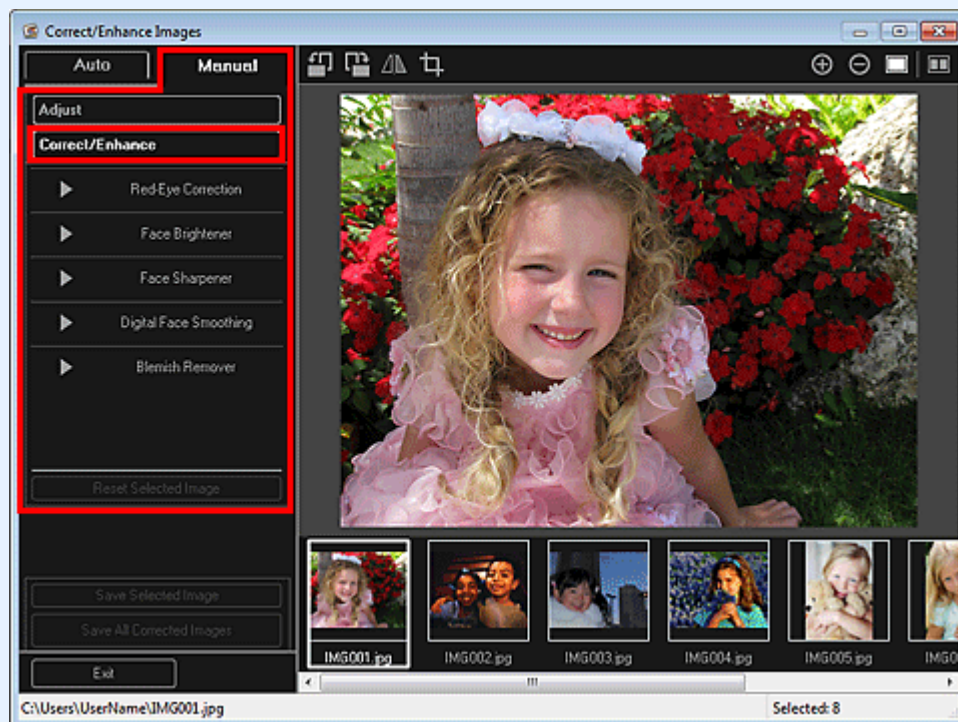 Correct/Enhance Images
Auto
Manual
Adjust
Correct/Enhance
Red-Eye Correction
Face Brightener
Face Sharpener
Digital Face Smoothing
Blemish Remover
Reset Selected Image
Save Selected Image
Save All Corrected Images
Exit
IMG001.jpg
IMG002.jpg
IMG003.jpg
IMG004.jpg
IMG005.jpg
IMG0
C:\Users\UserName\IMG001.jpg
Selected: 8